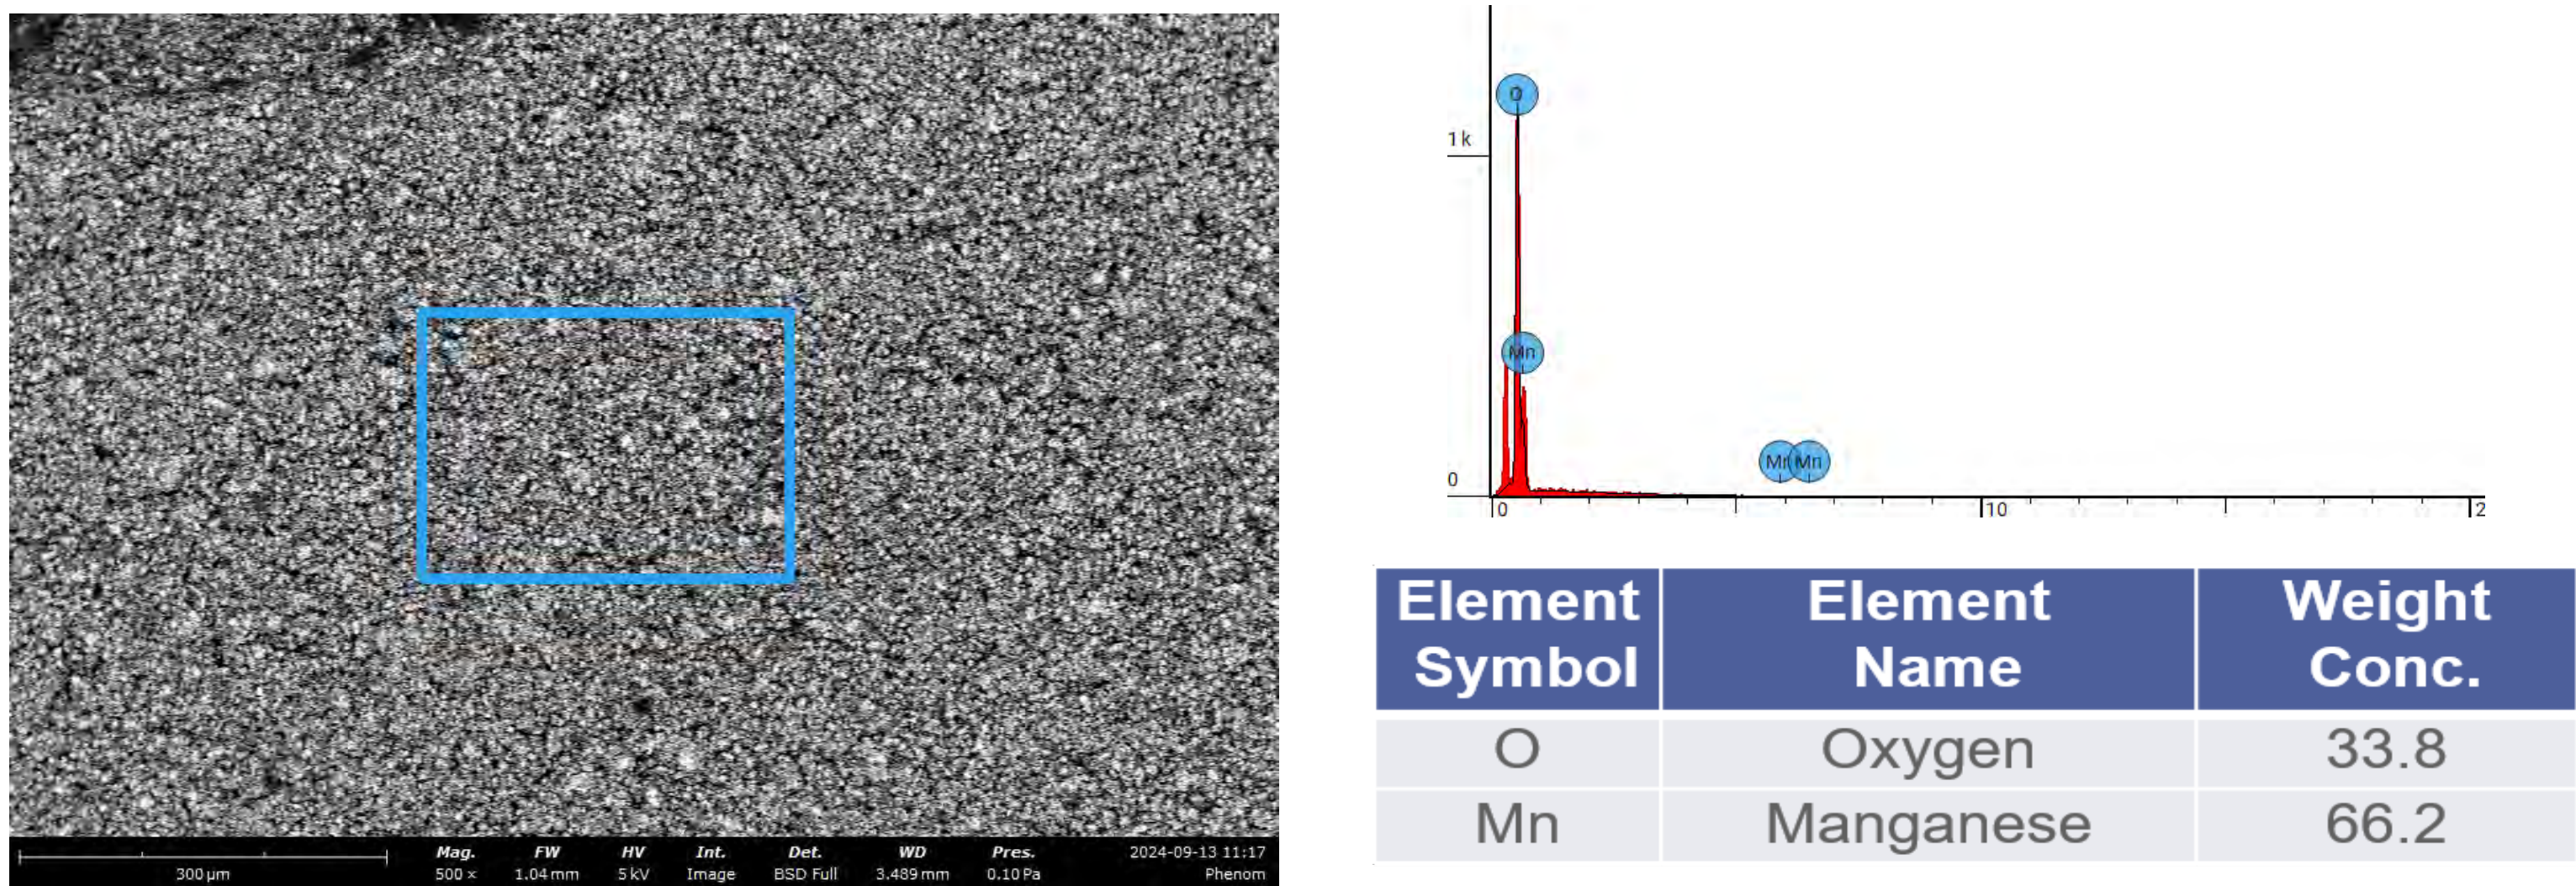 300 µm
Mag. FW HV Int. Det. WD Pres. 2024-09-13 11:17
500 x 1.04 mm 5 kV Image BSD Full 3.489 mm 0.10 Pa Phenom
O
1k
Mn
Mn
0
0 10 2
Element Symbol Element Name Weight Conc.
O Oxygen 33.8
Mn Manganese 66.2